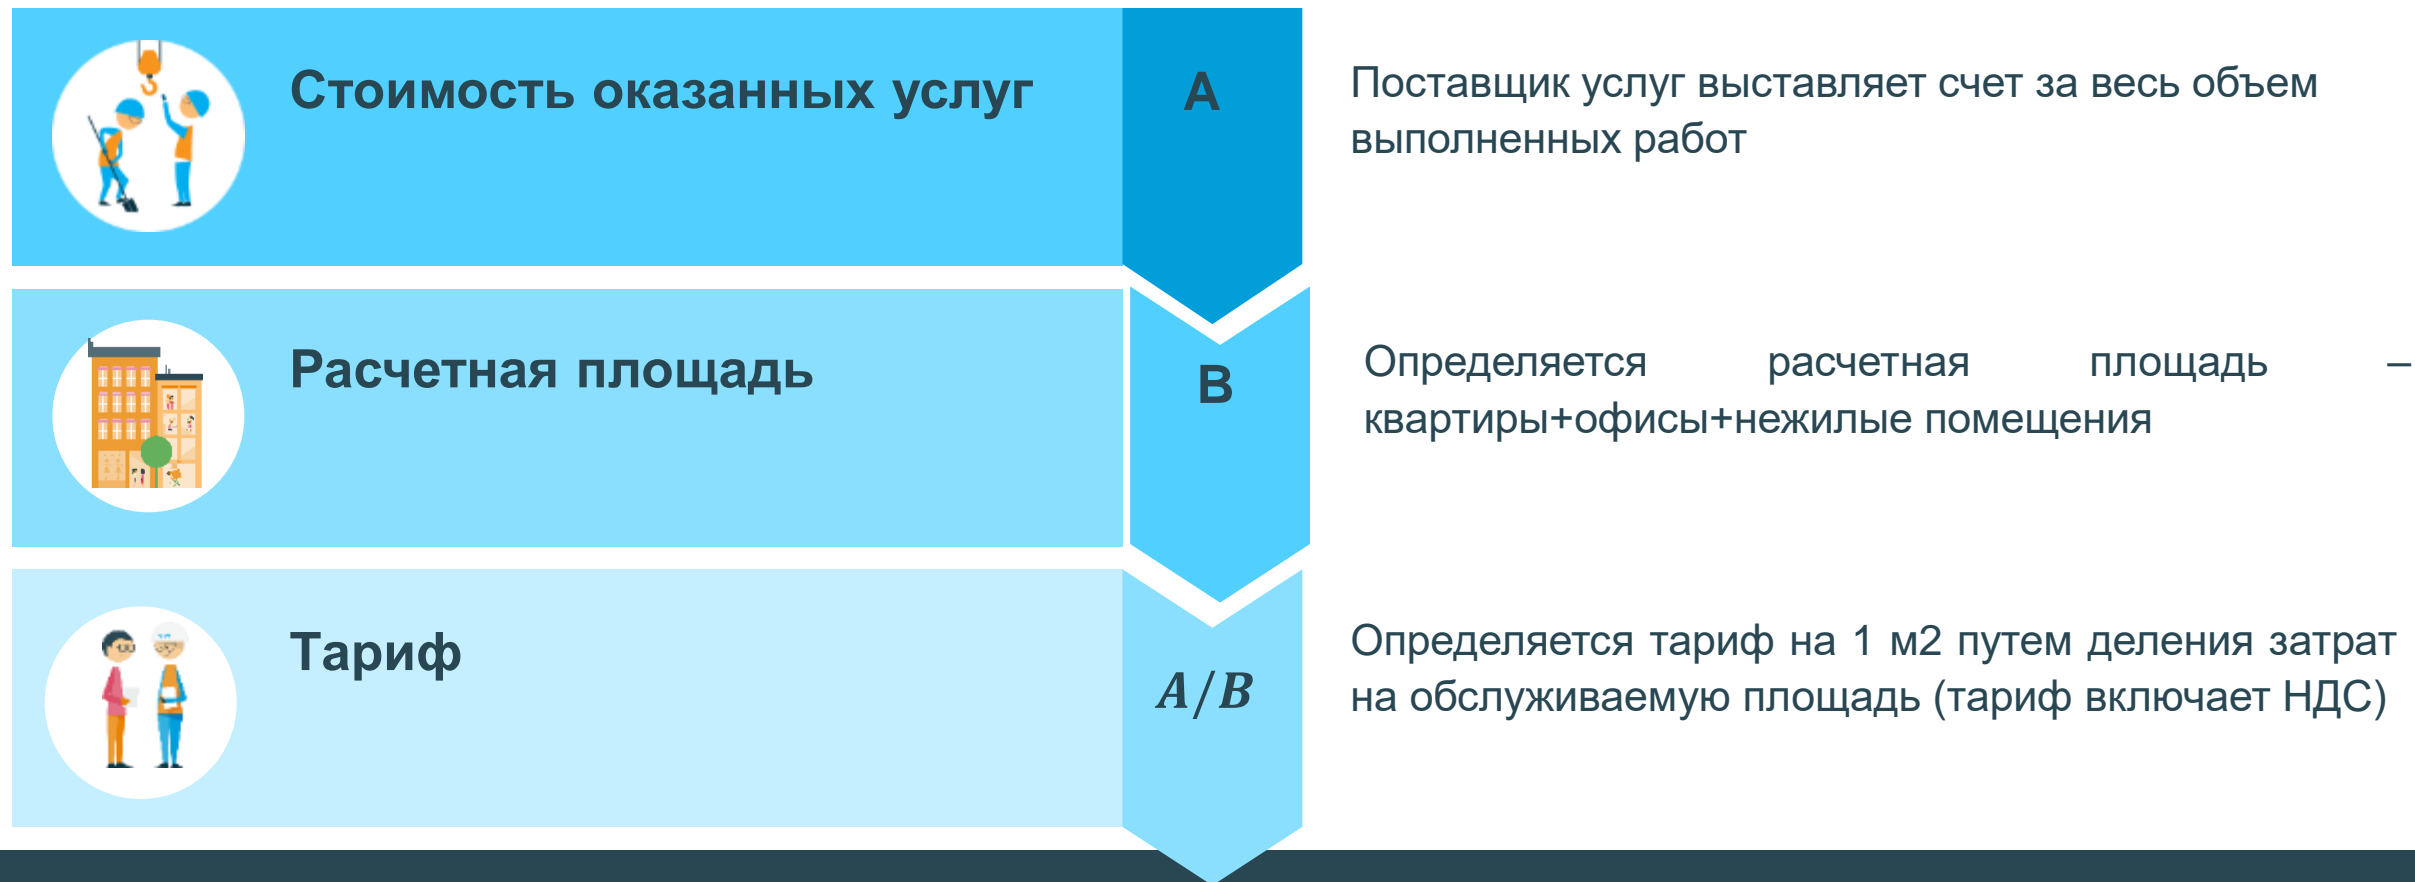 Стоимость оказанных услуг
A
Поставщик услуг выставляет счет за весь объем
выполненных работ
Расчетная площадь
B
Определяется расчетная площадь –
квартиры+офисы+нежилые помещения
Тариф
A/B
Определяется тариф на 1 м2 путем деления затрат
на обслуживаемую площадь (тариф включает НДС)